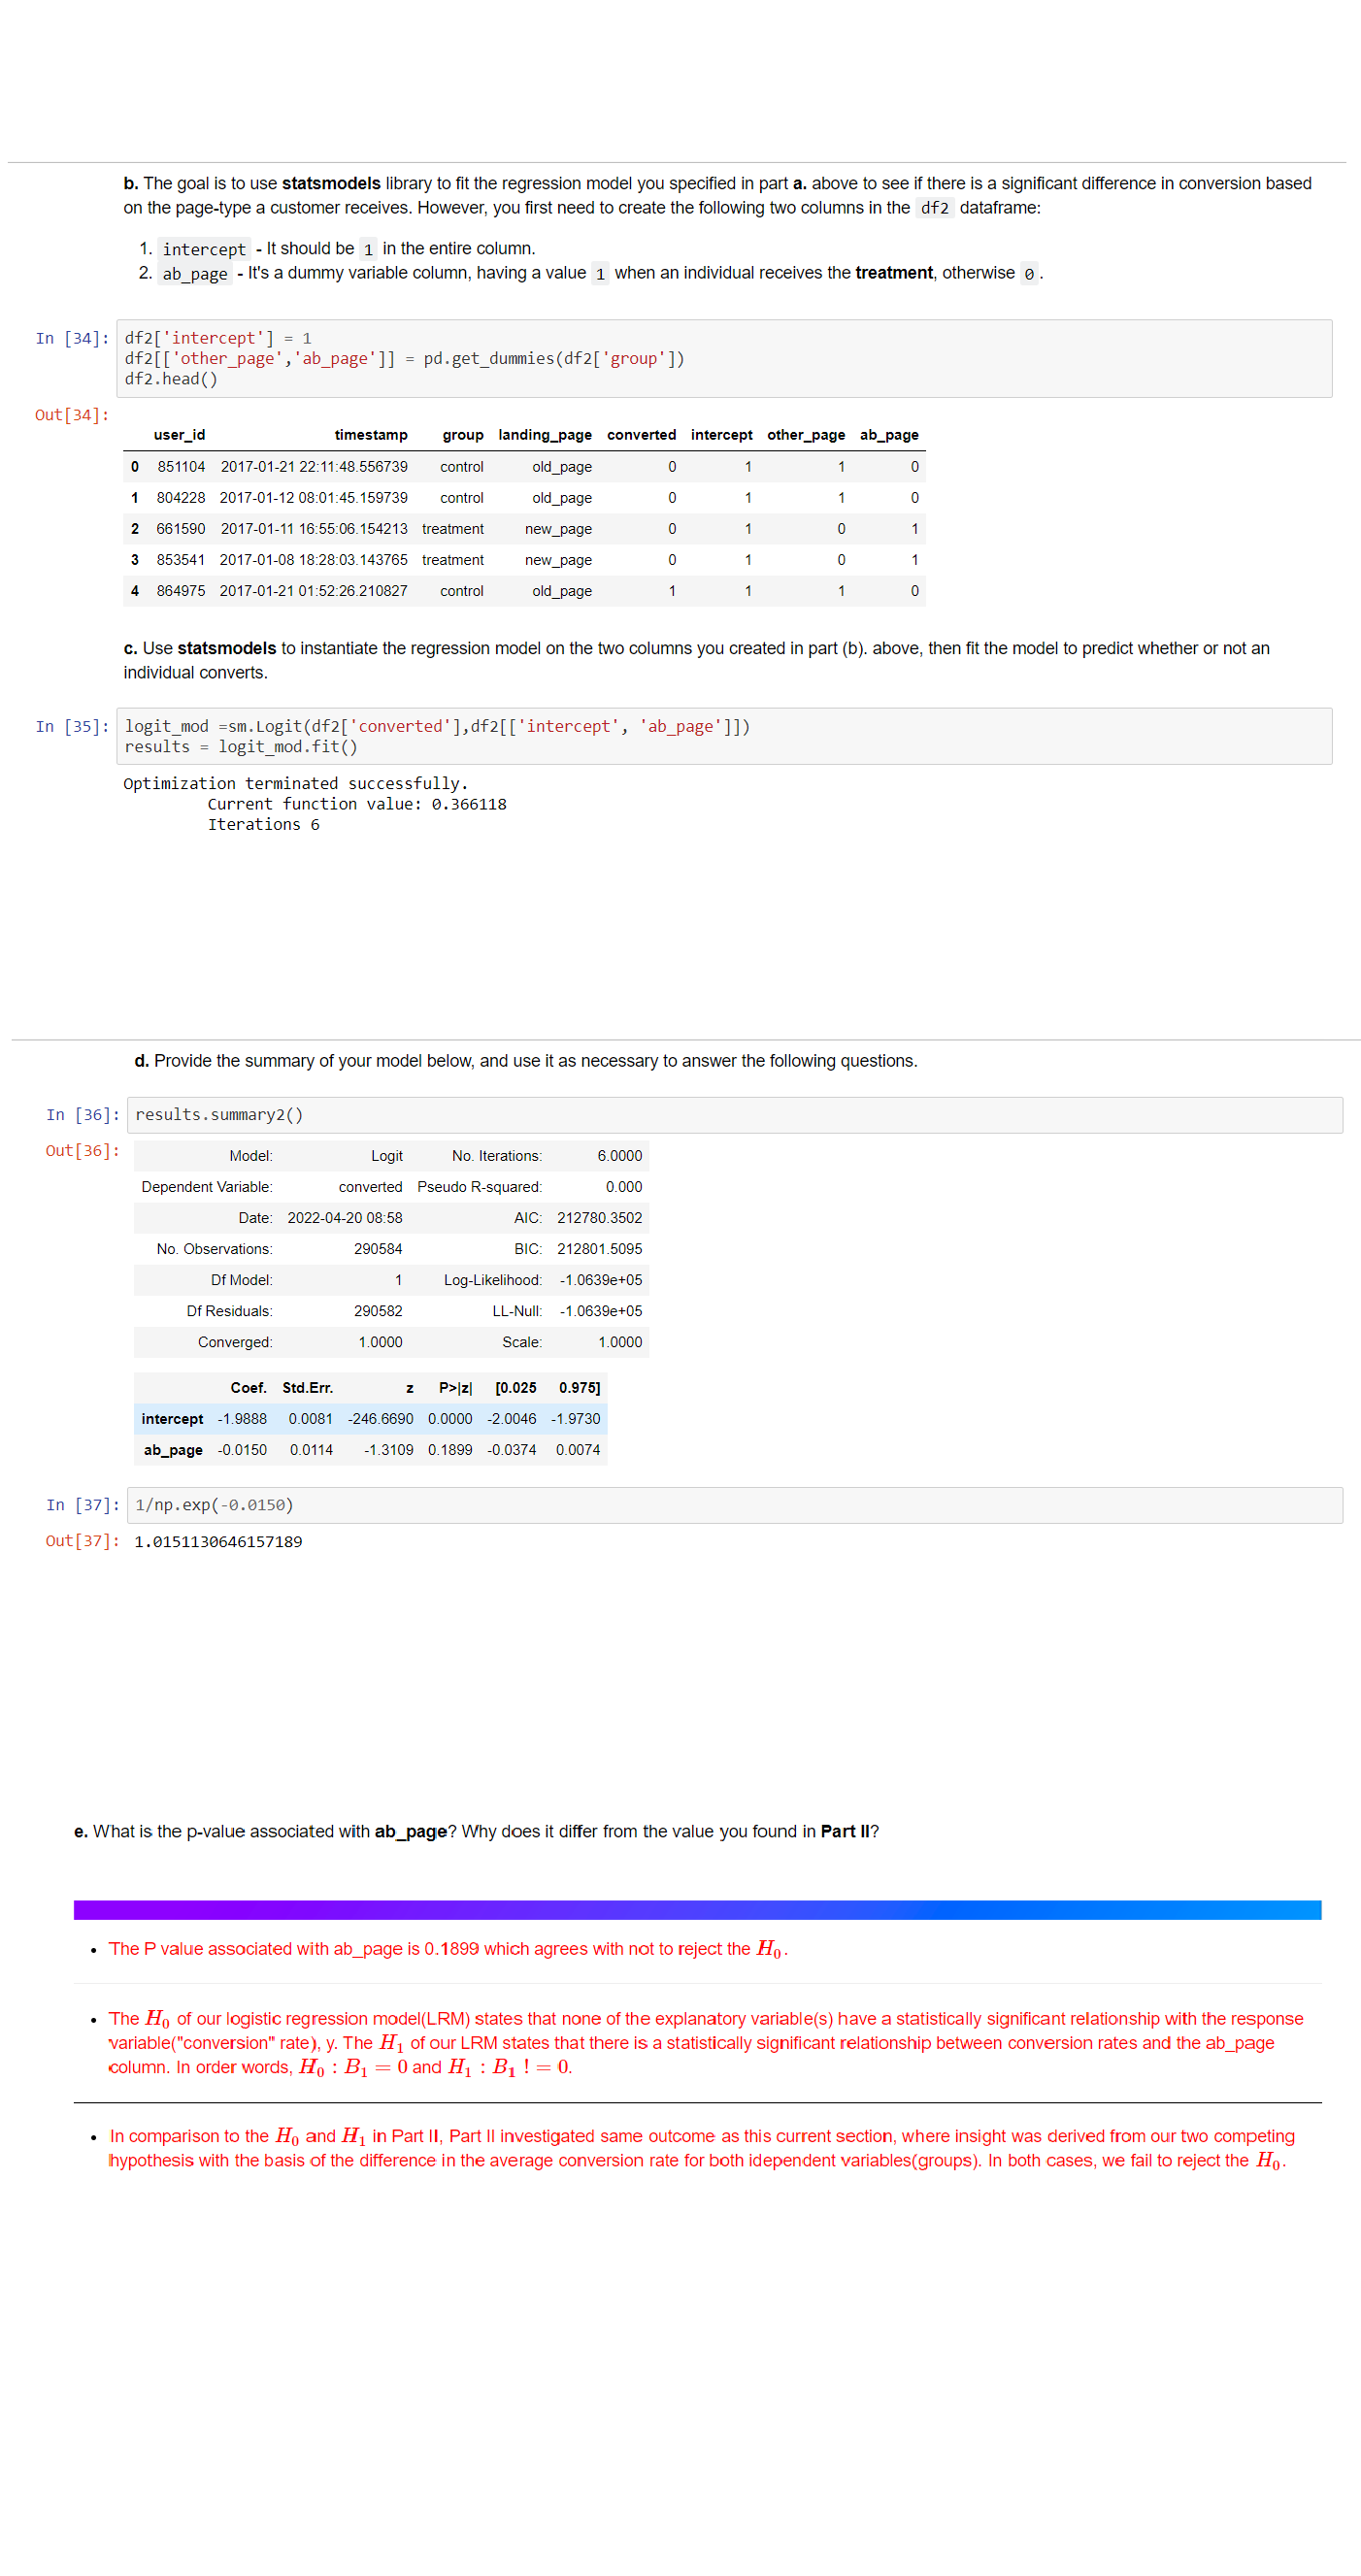 b. The goal is to use statsmodels library to fit the regression model you specified in part a. above to see if there is a significant difference in conversion based
on the page-type a customer receives. However, you first need to create the following two columns in the df2 dataframe:
1. intercept - It should be 1 in the entire column.
2. ab_page - It's a dummy variable column, having a value 1 when an individual receives the treatment, otherwise 0 .
In [34]: df2['intercept'] = 1
df2[['other_page','ab_page']] = pd.get_dummies(df2['group'])
df2.head()
Out[34]:
user_id timestamp group landing_page converted intercept other_page ab_page
0 851104 2017-01-21 22:11:48.556739 control old_page 0 1 1 0
1 804228 2017-01-12 08:01:45.159739 control old_page 0 1 1 0
2 661590 2017-01-11 16:55:06.154213 treatment new_page 0 1 0 1
3 853541 2017-01-08 18:28:03.143765 treatment new_page 0 1 0 1
4 864975 2017-01-21 01:52:26.210827 control old_page 1 1 1 0
c. Use statsmodels to instantiate the regression model on the two columns you created in part (b). above, then fit the model to predict whether or not an
individual converts.
In [35]: logit_mod =sm.Logit(df2['converted'],df2[['intercept', 'ab_page']])
results = logit_mod.fit()
Optimization terminated successfully.
Current function value: 0.366118
Iterations 6
d. Provide the summary of your model below, and use it as necessary to answer the following questions.
In [36]: results.summary2()
Out[36]:
Model: Logit No. Iterations: 6.0000
Dependent Variable: converted Pseudo R-squared: 0.000
Date: 2022-04-20 08:58 AIC: 212780.3502
No. Observations: 290584 BIC: 212801.5095
Df Model: 1 Log-Likelihood: -1.0639e+05
Df Residuals: 290582 LL-Null: -1.0639e+05
Converged: 1.0000 Scale: 1.0000
Coef. Std.Err. z P>|z| [0.025 0.975]
intercept -1.9888 0.0081 -246.6690 0.0000 -2.0046 -1.9730
ab_page -0.0150 0.0114 -1.3109 0.1899 -0.0374 0.0074
In [37]: 1/np.exp(-0.0150)
Out[37]: 1.0151130646157189
e. What is the p-value associated with ab_page? Why does it differ from the value you found in Part II?
• The P value associated with ab_page is 0.1899 which agrees with not to reject the H₀.
• The H₀ of our logistic regression model(LRM) states that none of the explanatory variable(s) have a statistically significant relationship with the response
variable("conversion" rate), y. The H₁ of our LRM states that there is a statistically significant relationship between conversion rates and the ab_page
column. In order words, H₀ : B₁ = 0 and H₁ : B₁ ! = 0.
• In comparison to the H₀ and H₁ in Part II, Part II investigated same outcome as this current section, where insight was derived from our two competing
hypothesis with the basis of the difference in the average conversion rate for both idependent variables(groups). In both cases, we fail to reject the H₀.